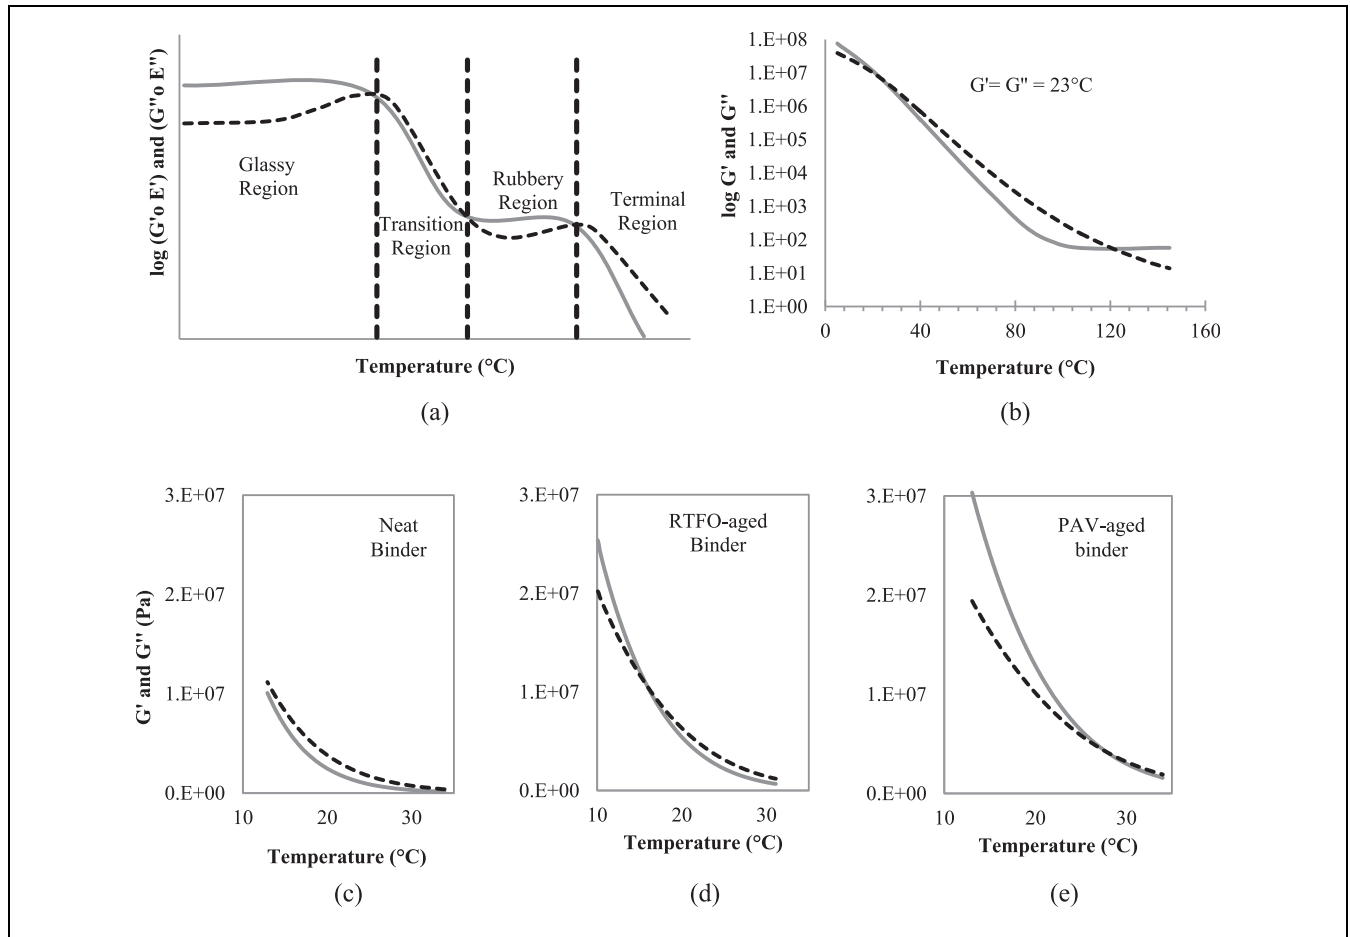 log (G'o E') and (G''o E'')
Glassy
Region
Transition
Region
Rubbery
Region
Terminal
Region
Temperature (°C)
(a)
log G' and G''
1.E+08
1.E+07
1.E+06
1.E+05
1.E+04
1.E+03
1.E+02
1.E+01
1.E+00
G'= G'' = 23°C
0 40 80 120 160
Temperature (°C)
(b)
G' and G'' (Pa)
3.E+07
2.E+07
1.E+07
0.E+00
Neat
Binder
10 20 30
Temperature (°C)
(c)
3.E+07
2.E+07
1.E+07
0.E+00
RTFO-aged
Binder
10 20 30
Temperature (°C)
(d)
3.E+07
2.E+07
1.E+07
0.E+00
PAV-aged
binder
10 20 30
Temperature (°C)
(e)